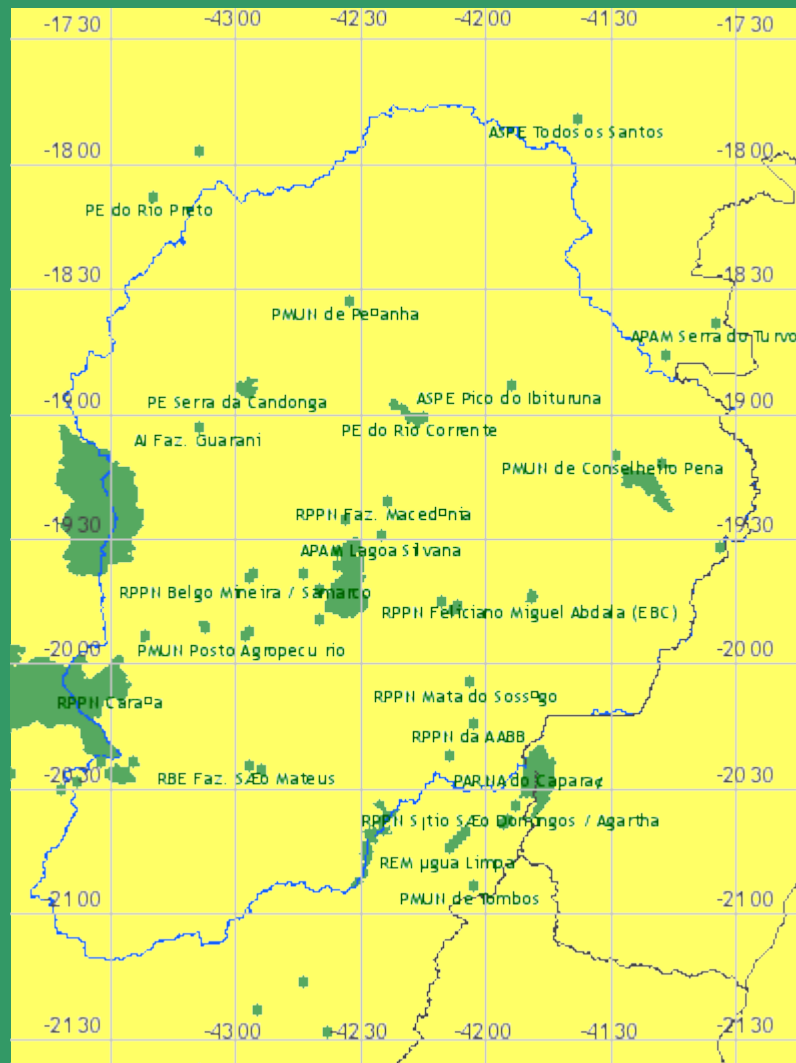 -17 30 -43 00 -42 30 -42 00 -41 30 -17 30
ASPE Todos os Santos
-18 00 -18 00
PE do Rio Preto
-18 30 -18 30
PMUN de Pe¤anha
APAM Serra do Turvo
PE Serra da Candonga
ASPE Pico do Ibituruna
-19 00 -19 00
PE do Rio Corrente
AI Faz. Guarani
PMUN de Conselheiro Pena
RPPN Faz. Maced¤nia
-19 30 -19 30
APAM Lagoa Silvana
RPPN Belgo Mineira / Samarco
RPPN Feliciano Miguel Abdala (EBC)
-20 00 -20 00
PMUN Posto Agropecu rio
RPPN Mata do Soss¤go
RPPN Cara¤a
RPPN da AABB
RBE Faz. SÆo Mateus
PARNA do Capara¢
-20 30 -20 30
RPPN S¡tio SÆo Domingos / Agartha
REM µgua Limpa
PMUN de Tombos
-21 00 -21 00
-21 30 -43 00 -42 30 -42 00 -41 30 -21 30